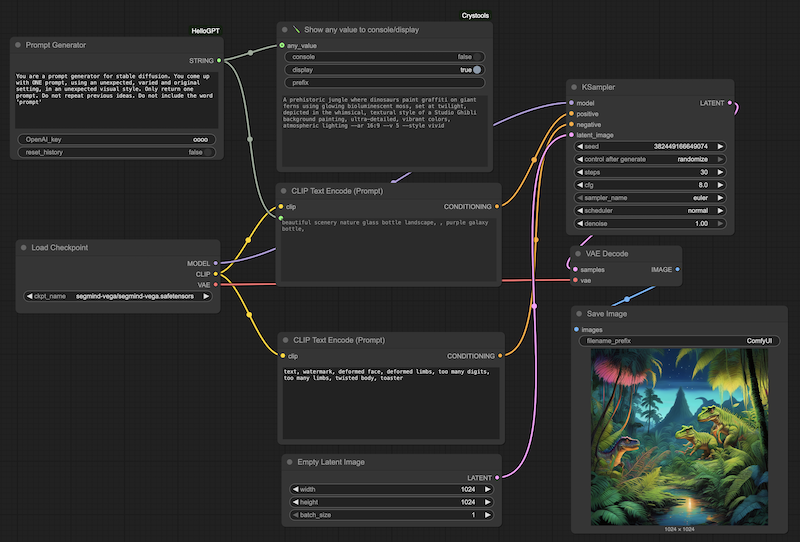 HelloGPT
Prompt Generator
STRING
You are a prompt generator for stable diffusion. You come up
with ONE prompt, using an unexpected, varied and original
setting, in an unexpected visual style. Only return one
prompt. Do not repeat previous ideas. Do not include the word
'prompt'
OpenAI_key
oooo
reset_history
false
Crystools
Show any value to console/display
any_value
console
false
display
true
prefix
A prehistoric jungle where dinosaurs paint graffiti on giant
ferns using glowing bioluminescent moss, set at twilight,
depicted in the whimsical, textural style of a Studio Ghibli
background painting, ultra-detailed, vibrant colors,
atmospheric lighting --ar 16:9 --v 5 --style vivid
CLIP Text Encode (Prompt)
clip
CONDITIONING
beautiful scenery nature glass bottle landscape, , purple galaxy
bottle,
Load Checkpoint
MODEL
CLIP
VAE
ckpt_name
segmind-vega/segmind-vega.safetensors
CLIP Text Encode (Prompt)
clip
CONDITIONING
text, watermark, deformed face, deformed limbs, too many digits,
too many limbs, twisted body, toaster
Empty Latent Image
LATENT
width
1024
height
1024
batch_size
1
KSampler
model
LATENT
positive
negative
latent_image
seed
382449166649074
control after generate
randomize
steps
30
cfg
8.0
sampler_name
euler
scheduler
normal
denoise
1.00
VAE Decode
samples
IMAGE
vae
Save Image
images
filename_prefix
ComfyUI
1024 x 1024